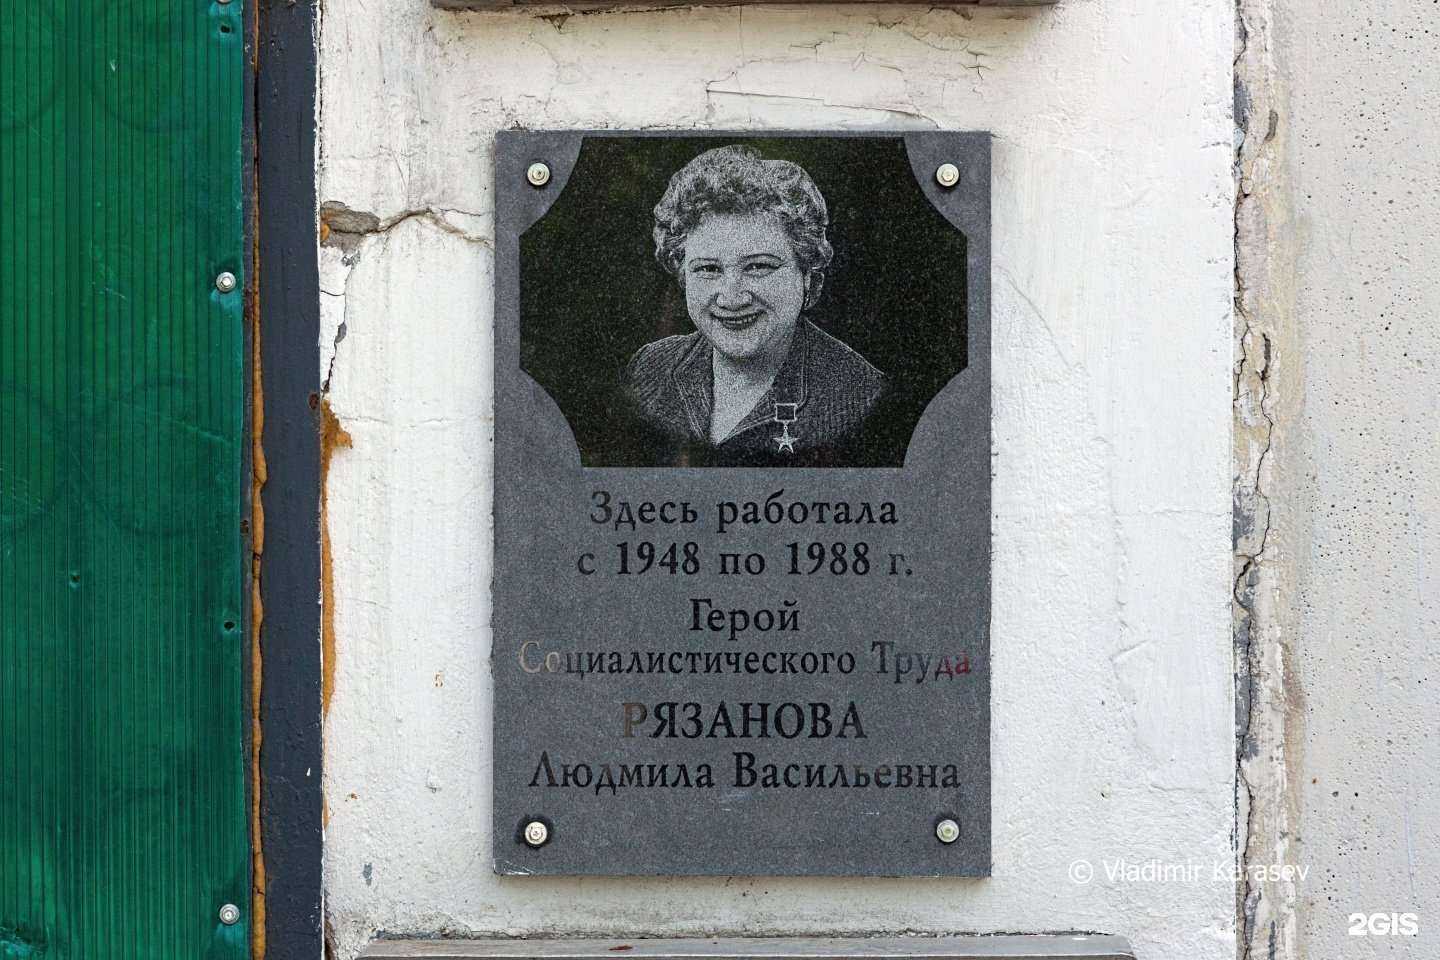 Здесь работала
с 1948 по 1988 г.
Герой
Социалистического Труда
РЯЗАНОВА
Людмила Васильевна
© Vladimir Karasev
2GIS